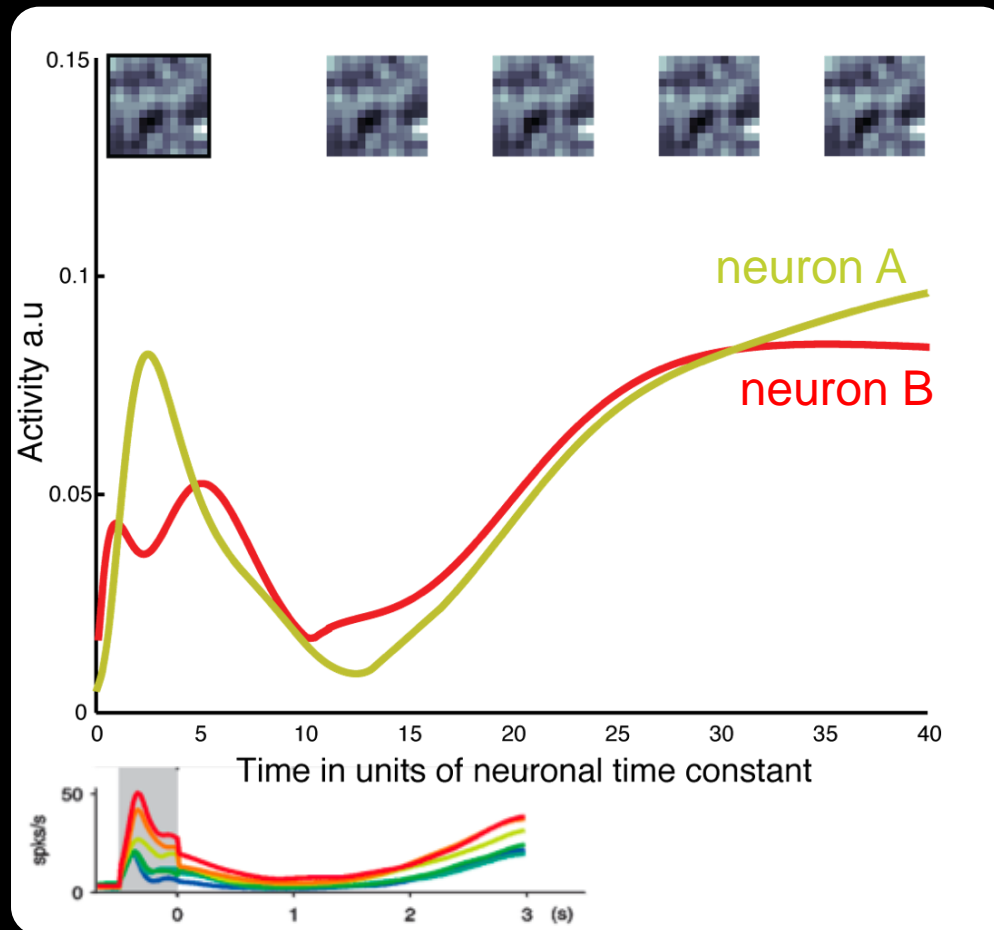 0.15
0.1
0.05
0
Activity a.u
neuron A
neuron B
0 5 10 15 20 25 30 35 40
Time in units of neuronal time constant
50
0
spks/s
0 1 2 3 (s)